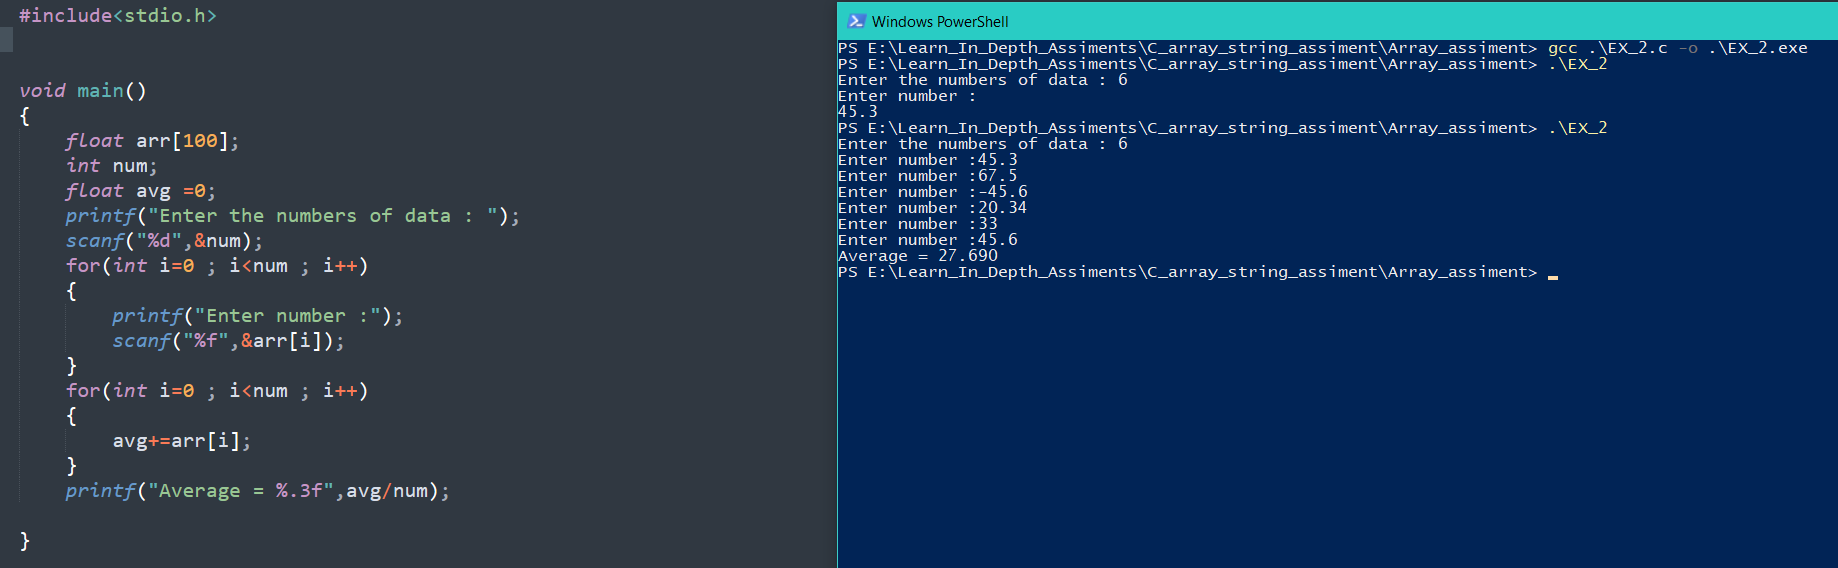 #include<stdio.h>
void main()
{
float arr[100];
int num;
float avg =0;
printf("Enter the numbers of data : ");
scanf("%d",&num);
for(int i=0 ; i<num ; i++)
{
printf("Enter number :");
scanf("%f",&arr[i]);
}
for(int i=0 ; i<num ; i++)
{
avg+=arr[i];
}
printf("Average = %.3f",avg/num);
}
Windows PowerShell
PS E:\Learn_In_Depth_Assiments\C_array_string_assiment\Array_assiment> gcc .\EX_2.c -o .\EX_2.exe
PS E:\Learn_In_Depth_Assiments\C_array_string_assiment\Array_assiment> .\EX_2
Enter the numbers of data : 6
Enter number :
45.3
PS E:\Learn_In_Depth_Assiments\C_array_string_assiment\Array_assiment> .\EX_2
Enter the numbers of data : 6
Enter number :45.3
Enter number :67.5
Enter number :-45.6
Enter number :20.34
Enter number :33
Enter number :45.6
Average = 27.690
PS E:\Learn_In_Depth_Assiments\C_array_string_assiment\Array_assiment>